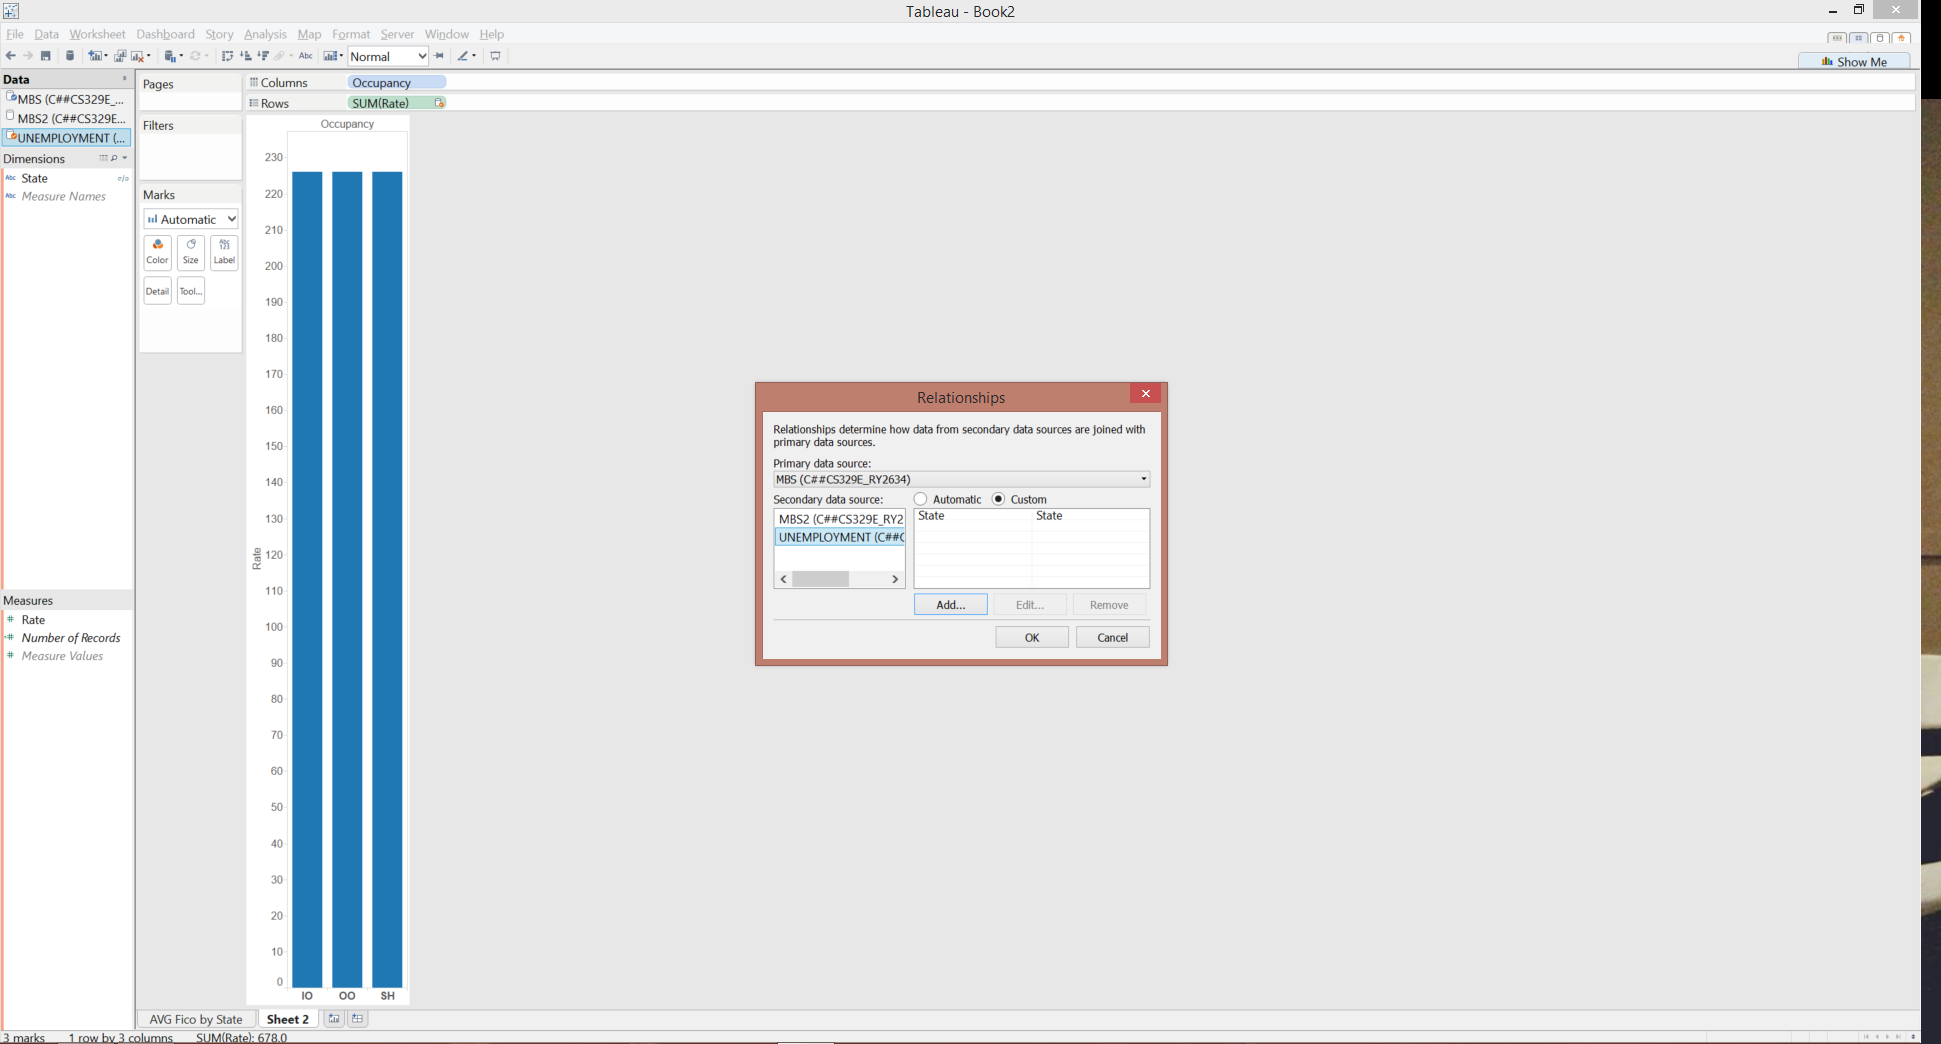 Tableau - Book2
File Data Worksheet Dashboard Story Analysis Map Format Server Window Help
Abc Normal
Show Me
Data
MBS (C##CS329E_...
MBS2 (C##CS329E...
UNEMPLOYMENT (...
Dimensions
Abc State
Abc Measure Names
Measures
# Rate
# Number of Records
# Measure Values
Pages
Filters
Marks
Automatic
Color Size Abc 123 Label
Detail Tool...
Columns Occupancy
Rows SUM(Rate)
Occupancy
230
220
210
200
190
180
170
160
150
140
130
120
110
100
90
80
70
60
50
40
30
20
10
0
Rate
IO OO SH
Relationships
Relationships determine how data from secondary data sources are joined with
primary data sources.
Primary data source:
MBS (C##CS329E_RY2634)
Secondary data source: Automatic Custom
MBS2 (C##CS329E_RY2
UNEMPLOYMENT (C##C
State State
Add... Edit... Remove
OK Cancel
AVG Fico by State Sheet 2
3 marks 1 row by 3 columns SUM(Rate): 678.0